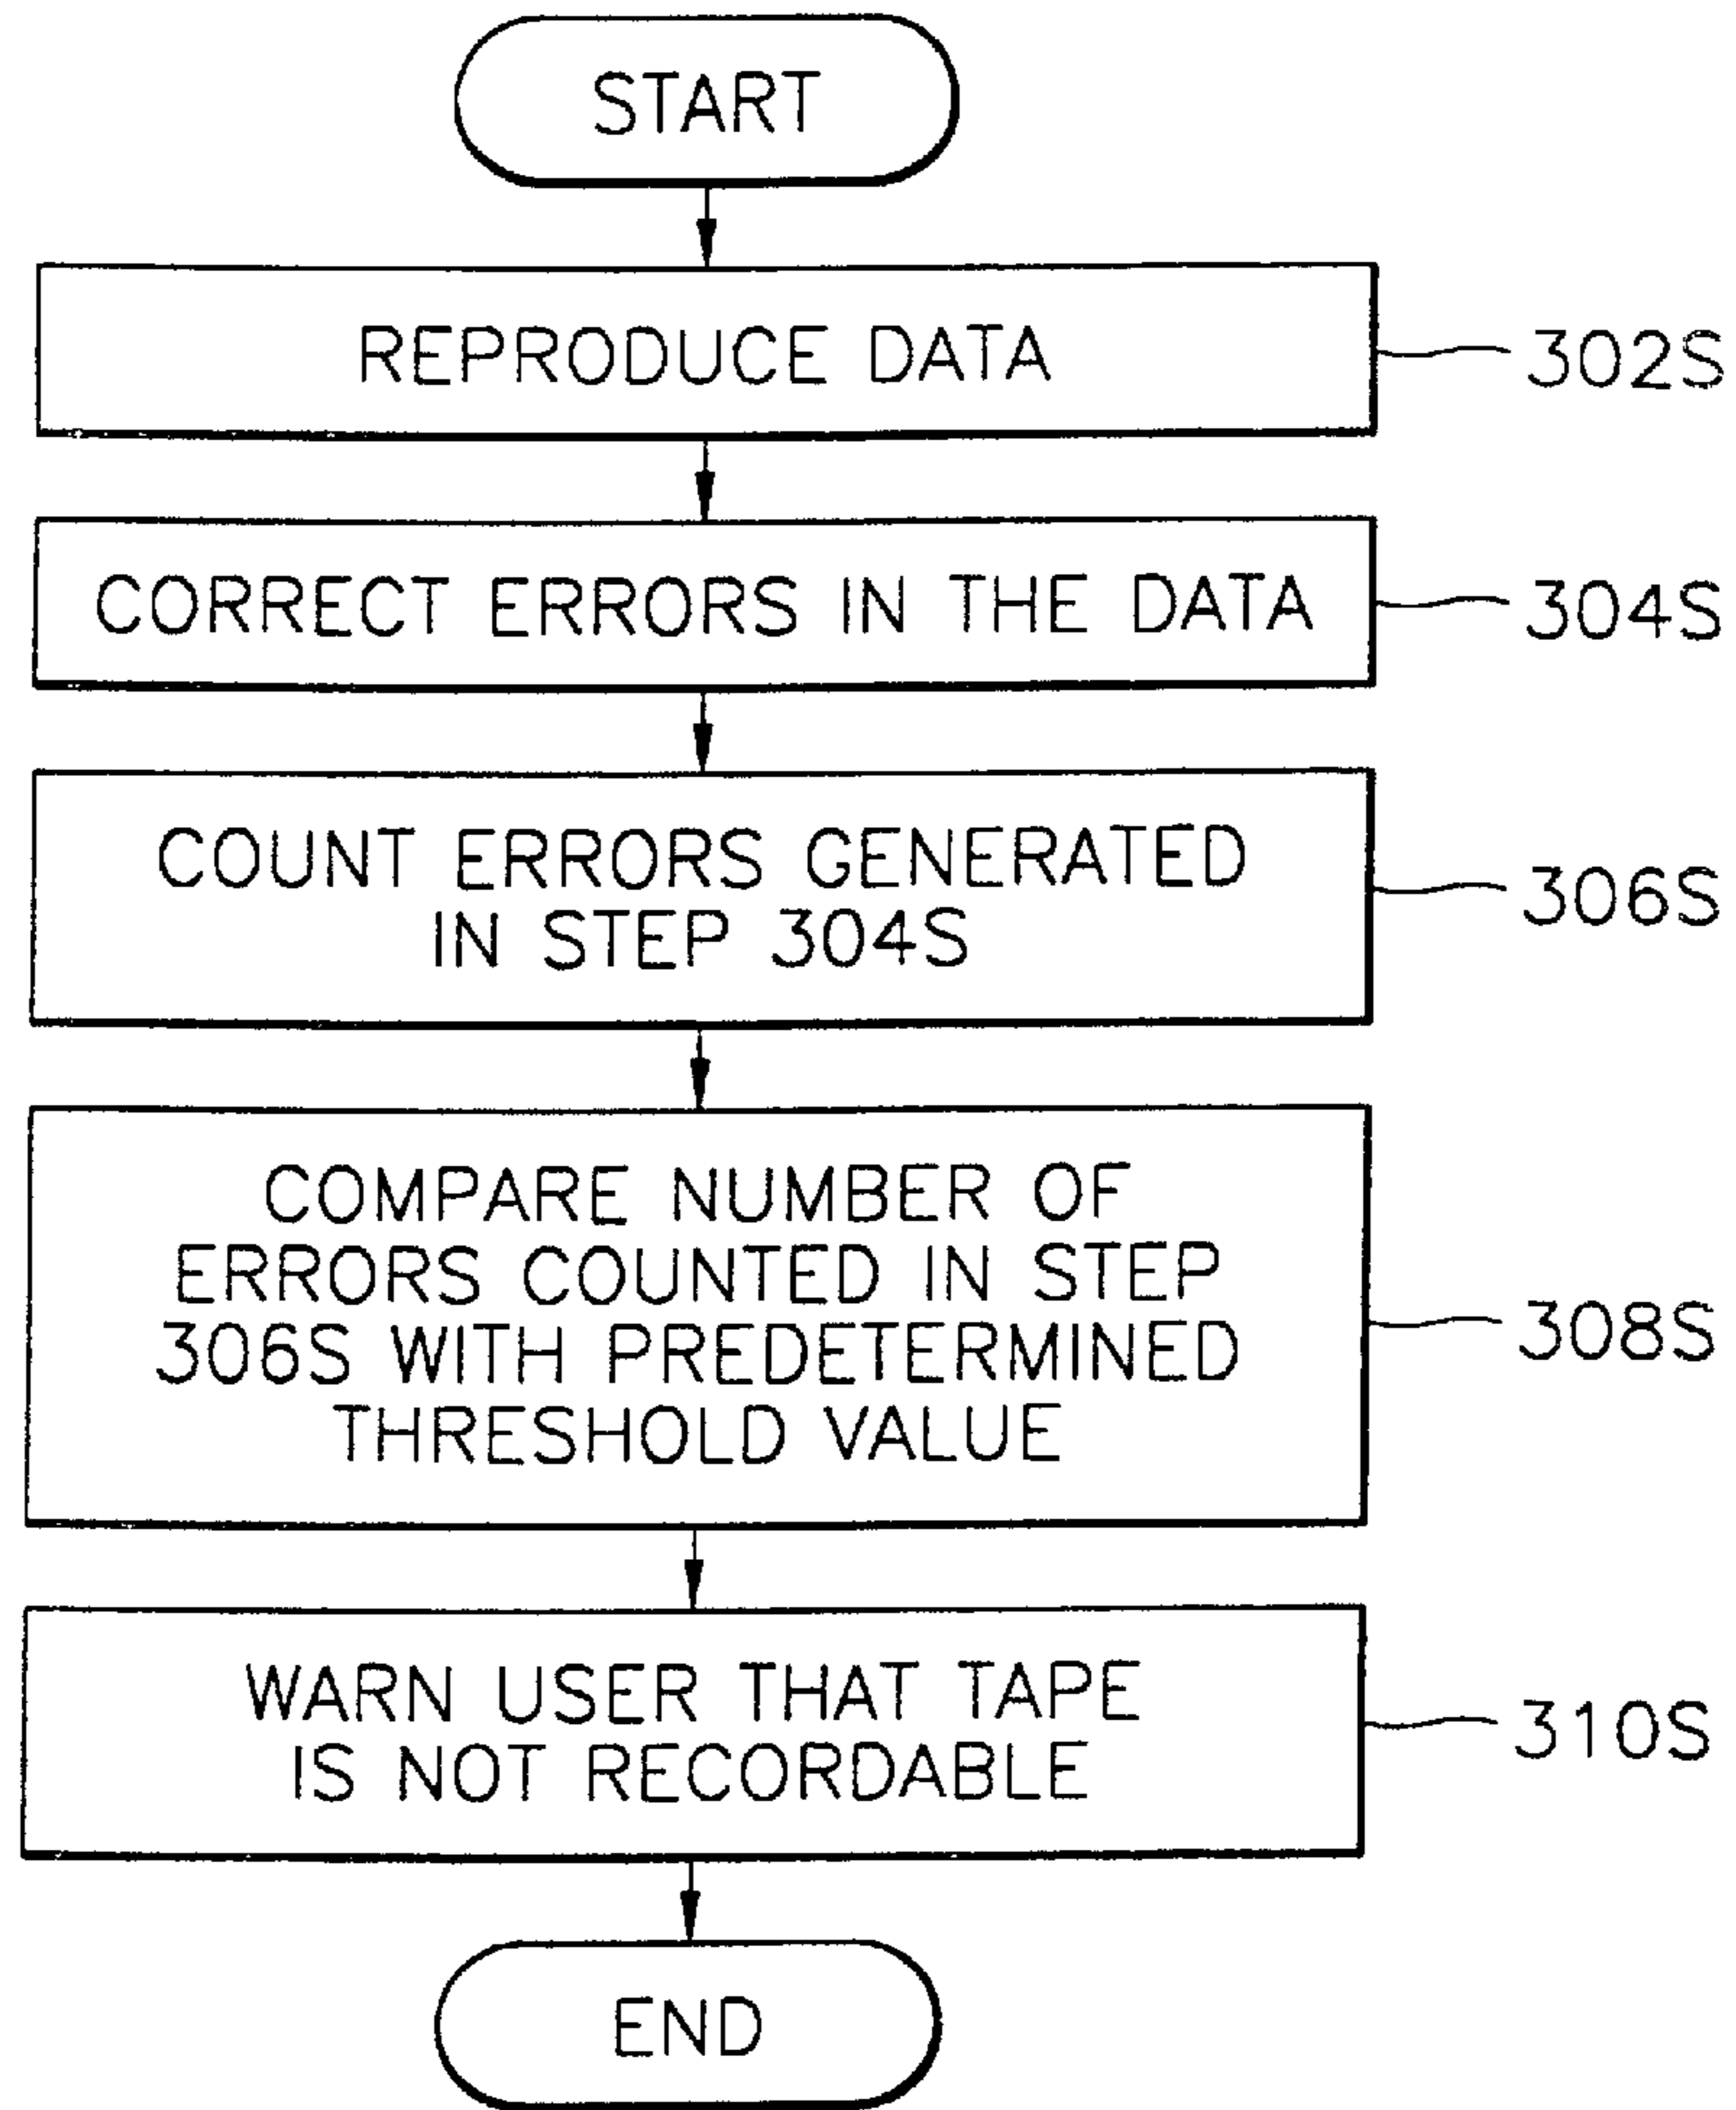 START
REPRODUCE DATA
302S
CORRECT ERRORS IN THE DATA
304S
COUNT ERRORS GENERATED
IN STEP 304S
306S
COMPARE NUMBER OF
ERRORS COUNTED IN STEP
306S WITH PREDETERMINED
THRESHOLD VALUE
308S
WARN USER THAT TAPE
IS NOT RECORDABLE
310S
END